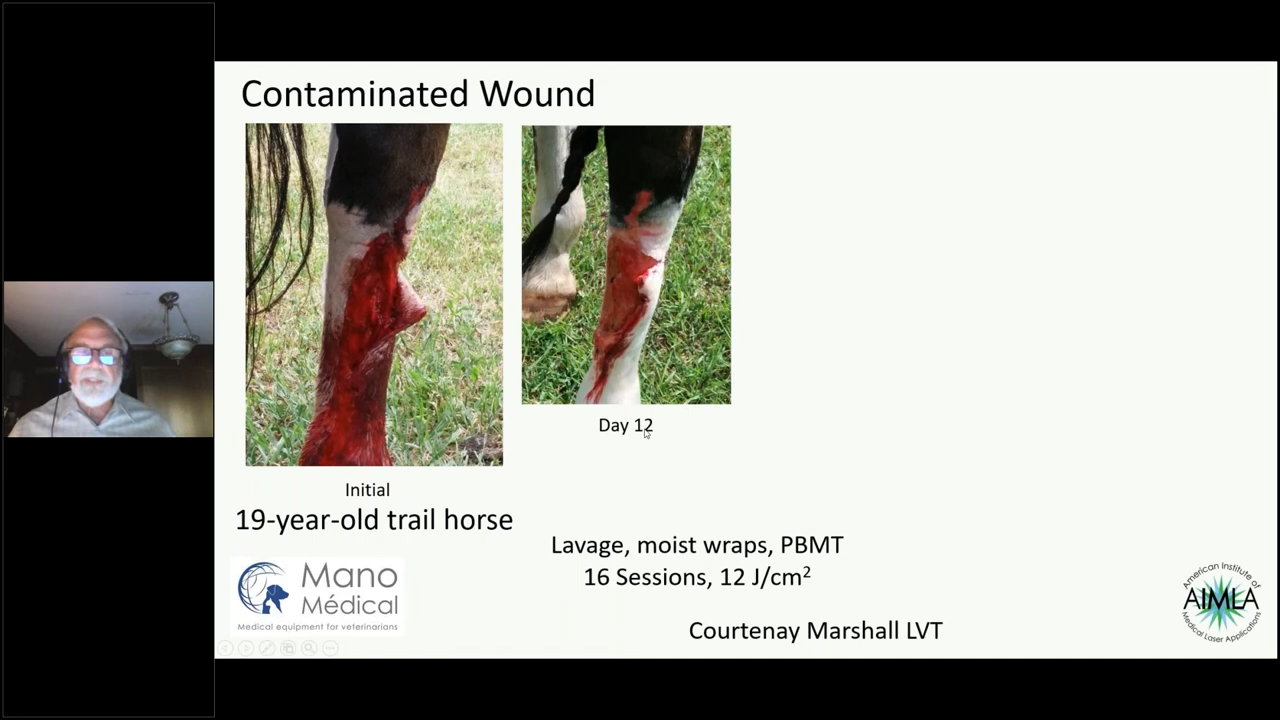 Contaminated Wound
Day 12
Initial
19-year-old trail horse
Lavage, moist wraps, PBMT
16 Sessions, 12 J/cm²
Mano
Médical
Medical equipment for veterinarians
American Institute of
AIMLA
Medical Laser Applications
Courtenay Marshall LVT